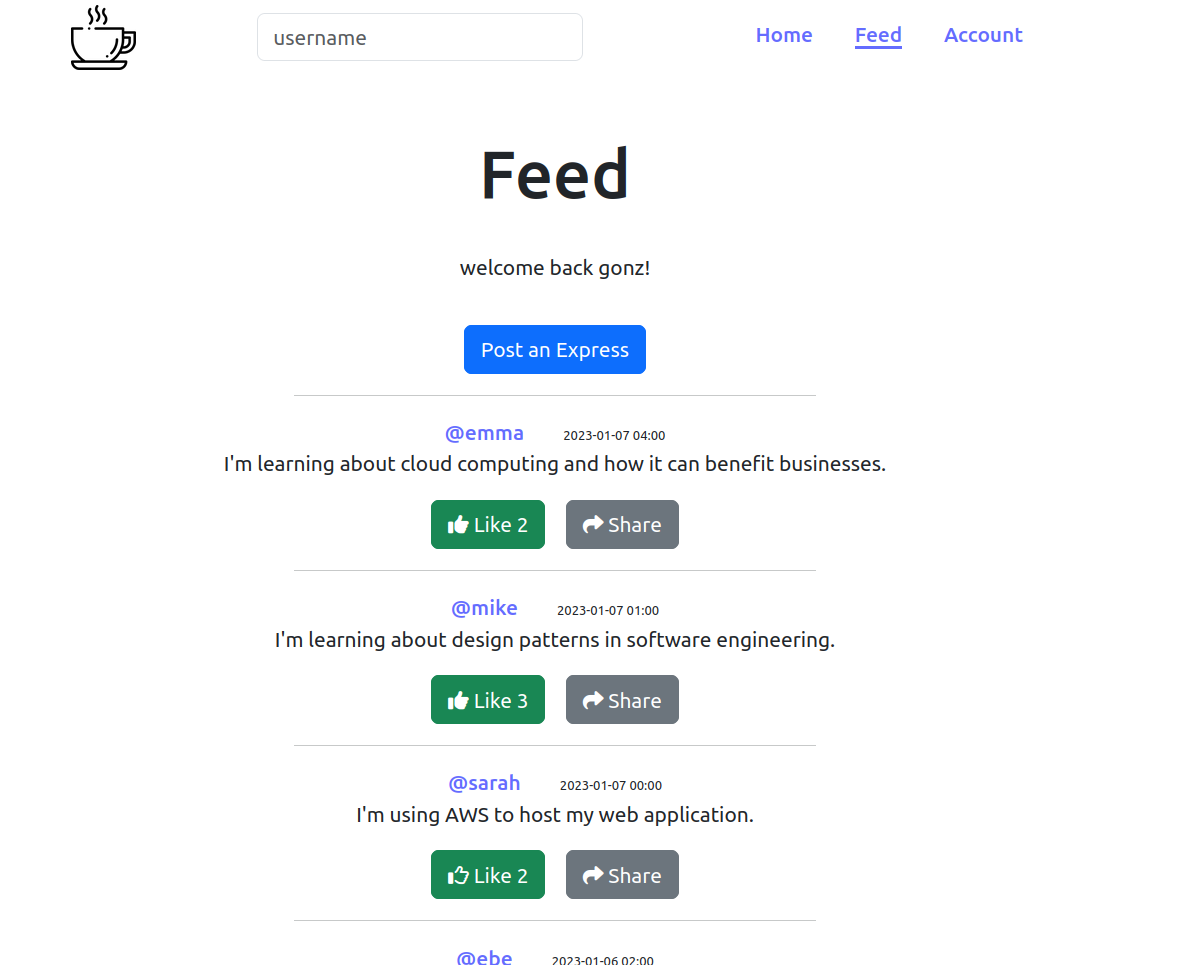 username
Home Feed Account
Feed
welcome back gonz!
Post an Express
@emma 2023-01-07 04:00
I'm learning about cloud computing and how it can benefit businesses.
Like 2 Share
@mike 2023-01-07 01:00
I'm learning about design patterns in software engineering.
Like 3 Share
@sarah 2023-01-07 00:00
I'm using AWS to host my web application.
Like 2 Share
@ebe 2023-01-06 02:00